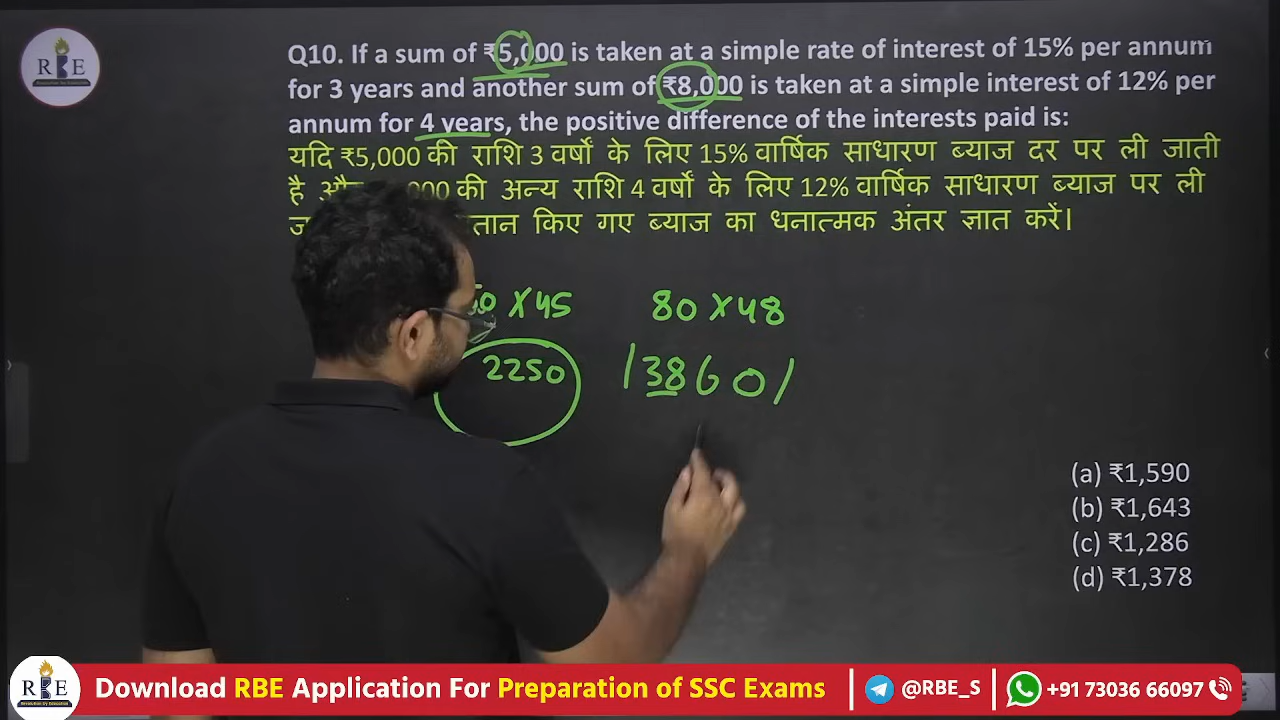 RBE
Q10. If a sum of ₹5,000 is taken at a simple rate of interest of 15% per annum
for 3 years and another sum of ₹8,000 is taken at a simple interest of 12% per
annum for 4 years, the positive difference of the interests paid is:
यदि ₹5,000 की राशि 3 वर्षों के लिए 15% वार्षिक साधारण ब्याज दर पर ली जाती
है 000 की अन्य राशि 4 वर्षों के लिए 12% वार्षिक साधारण ब्याज पर ली
किए गए ब्याज का धनात्मक अंतर ज्ञात करें।
50 X 45 80 X 48
2250 3860
(a) ₹1,590
(b) ₹1,643
(c) ₹1,286
(d) ₹1,378
RBE
Download RBE Application For Preparation of SSC Exams @RBE_S +91 73036 66097